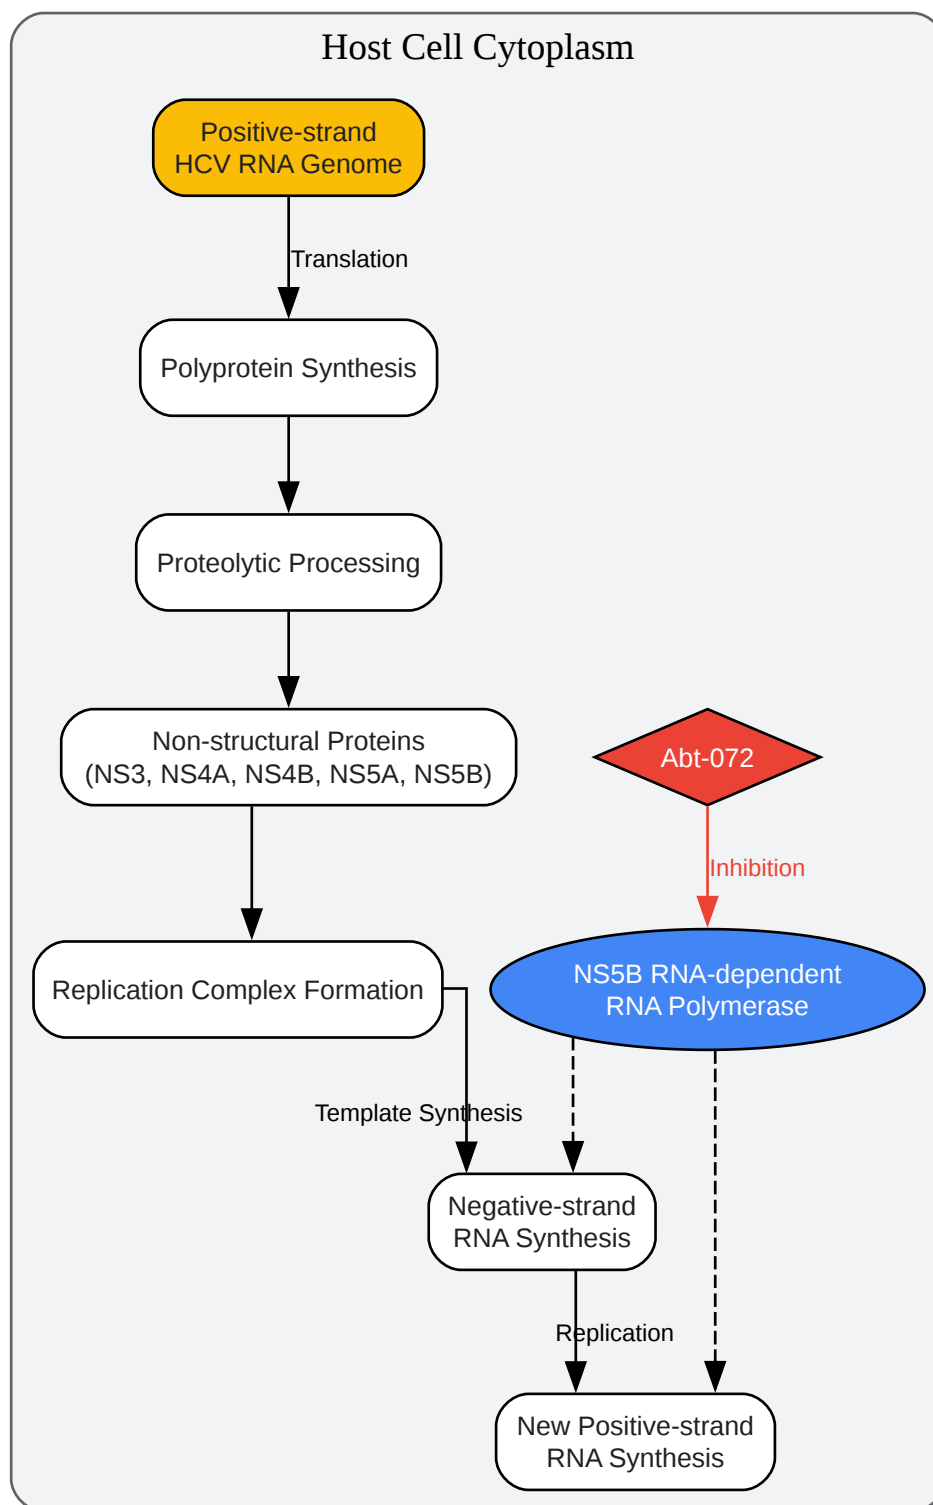 Host Cell Cytoplasm
Positive-strand
HCV RNA Genome
Translation
Polyprotein Synthesis
Proteolytic Processing
Non-structural Proteins
(NS3, NS4A, NS4B, NS5A, NS5B)
Abt-072
Inhibition
Replication Complex Formation
NS5B RNA-dependent
RNA Polymerase
Template Synthesis
Negative-strand
RNA Synthesis
Replication
New Positive-strand
RNA Synthesis